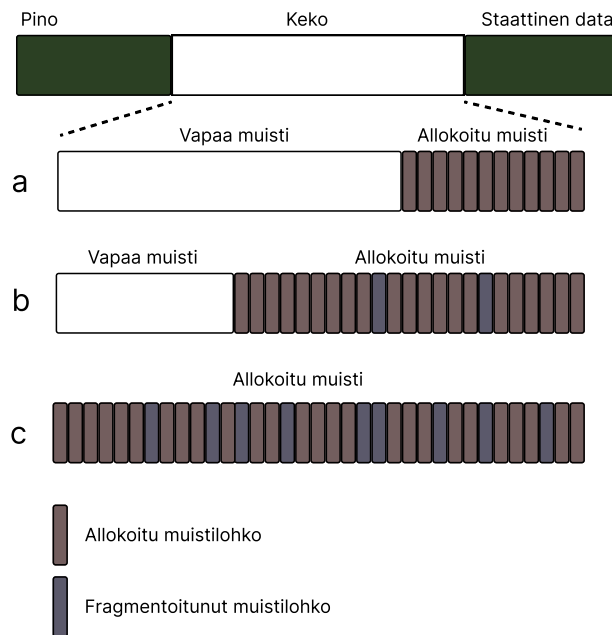 Pino
Keko
Staattinen data
Vapaa muisti
Allokoitu muisti
a
Vapaa muisti
Allokoitu muisti
b
Allokoitu muisti
c
Allokoitu muistilohko
Fragmentoitunut muistilohko